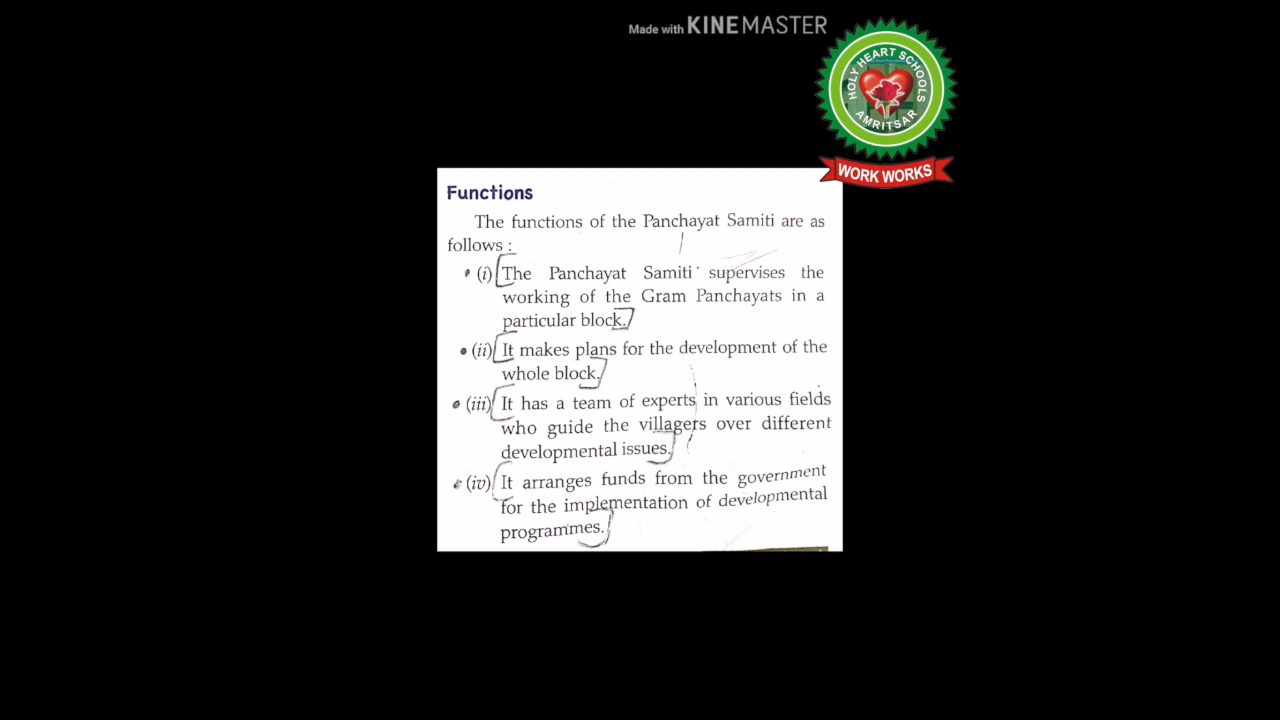 Made with KINEMASTER
HOLY HEART SCHOOLS
AMRITSAR
WORK WORKS
Functions
The functions of the Panchayat Samiti are as
follows :
(i) The Panchayat Samiti supervises the
working of the Gram Panchayats in a
particular block.
(ii) It makes plans for the development of the
whole block.
(iii) It has a team of experts in various fields
who guide the villagers over different
developmental issues.
(iv) It arranges funds from the government
for the implementation of developmental
programmes.